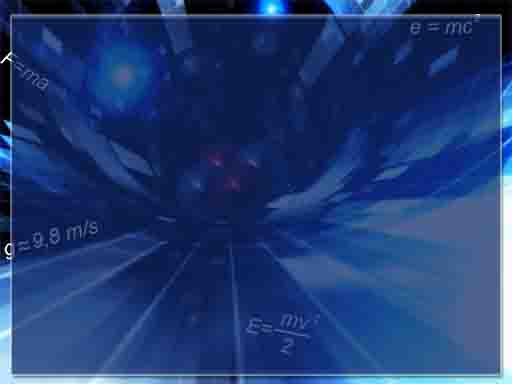 e = mc²
F=ma
g≈9,8 m/s
E=mv²/2